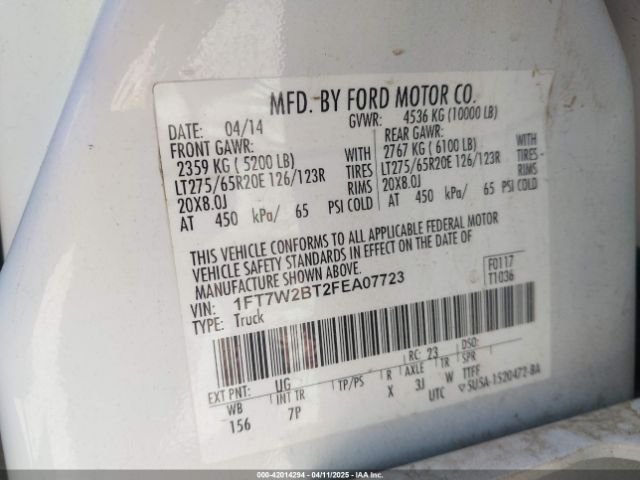 MFD. BY FORD MOTOR CO.
DATE: 04/14 GVWR: 4536 KG (10000 LB)
FRONT GAWR: REAR GAWR:
2359 KG ( 5200 LB) WITH 2767 KG ( 6100 LB) WITH
LT275/65R20E 126/123R TIRES LT275/65R20E 126/123R TIRES
20X8.0J RIMS 20X8.0J RIMS
AT 450 kPa/ 65 PSI COLD AT 450 kPa/ 65 PSI COLD
THIS VEHICLE CONFORMS TO ALL APPLICABLE FEDERAL MOTOR
VEHICLE SAFETY STANDARDS IN EFFECT ON THE DATE OF
MANUFACTURE SHOWN ABOVE.
VIN: 1FT7W2BT2FEA07723 F0117
TYPE: Truck T1036
RC: 23 DSO:
EXT PNT: UG
WB INT TR TP/PS R AXLE TR SPR
156 7P X 3J W TTFF
UTC ▽5U5A-1520472-BA
000-42014294 - 04/11/2025 - IAA Inc.